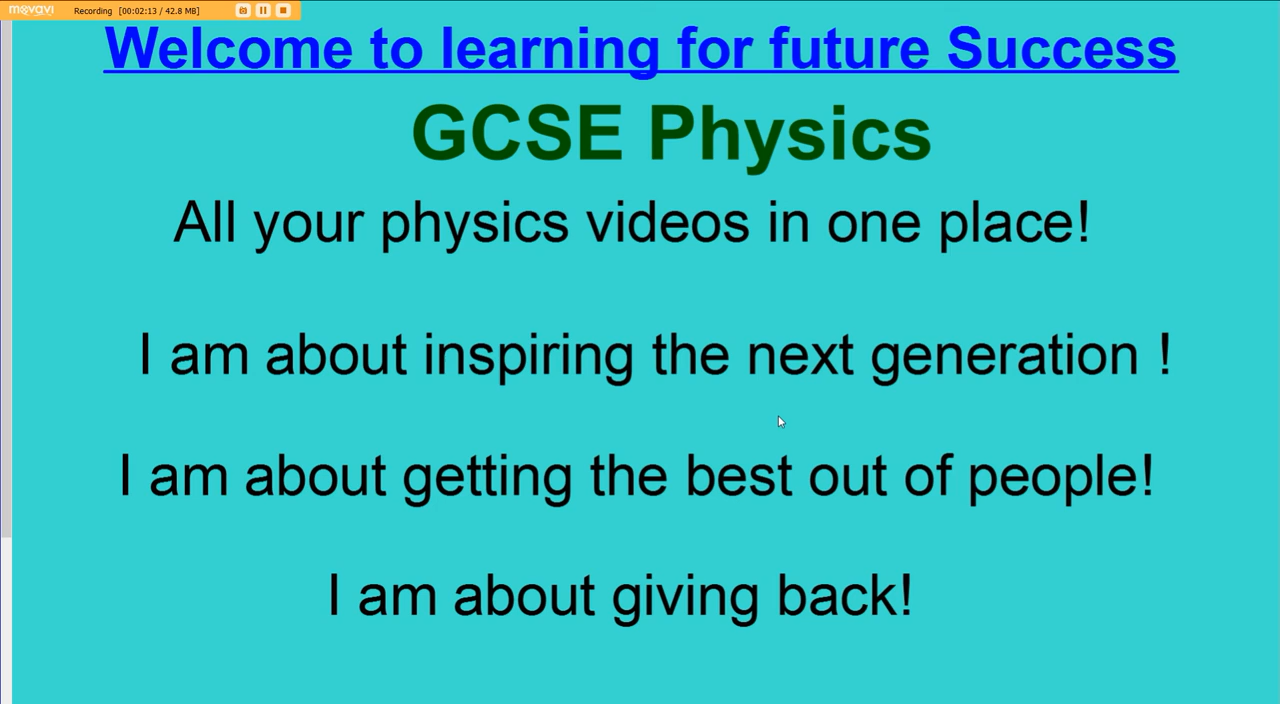 movavi Recording [00:02:13 / 42.8 MB]
Welcome to learning for future Success
GCSE Physics
All your physics videos in one place!
I am about inspiring the next generation !
I am about getting the best out of people!
I am about giving back!